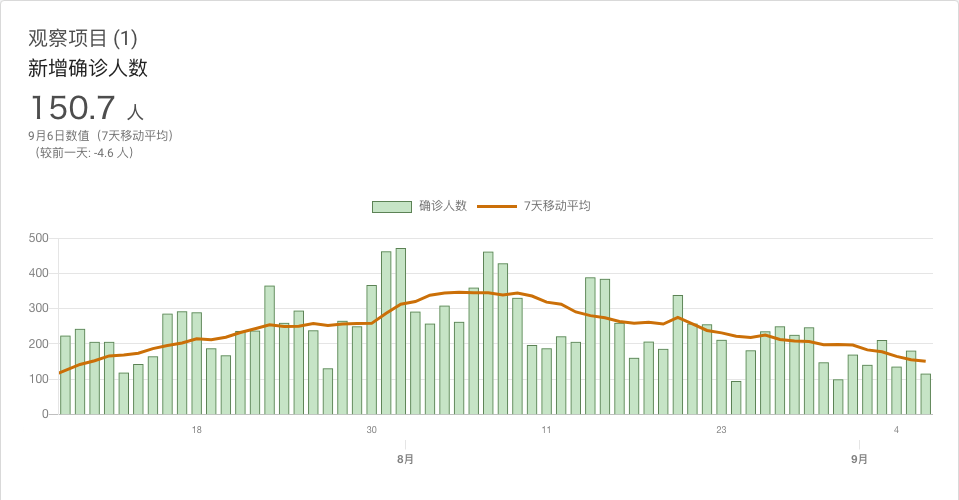 观察项目 (1)
新增确诊人数
150.7 人
9月6日数值（7天移动平均）
（较前一天: -4.6 人）
确诊人数 7天移动平均
500
400
300
200
100
0
18 30 11 23 4
8月 9月